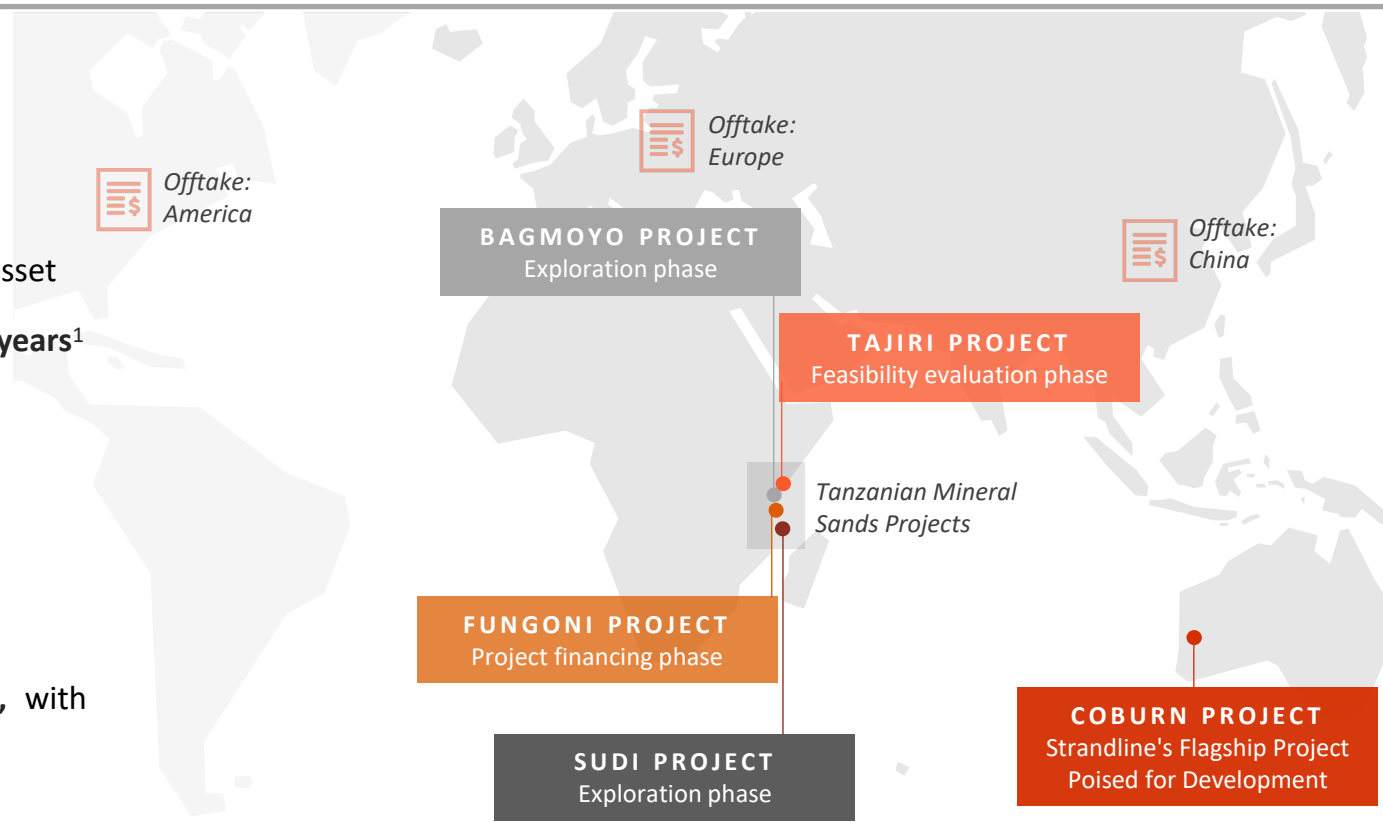 Offtake:
America
Offtake:
Europe
Offtake:
China
BAGMOYO PROJECT
Exploration phase
asset
years¹
TAJIRI PROJECT
Feasibility evaluation phase
Tanzanian Mineral
Sands Projects
FUNGONI PROJECT
Project financing phase
, with
COBURN PROJECT
Strandline's Flagship Project
Poised for Development
SUDI PROJECT
Exploration phase